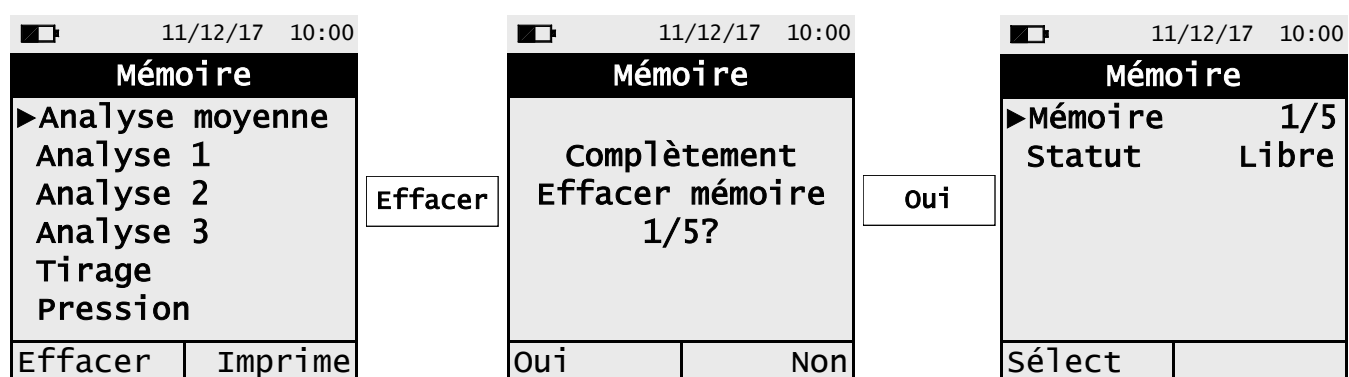 11/12/17 10:00
Mémoire
►Analyse moyenne
Analyse 1
Analyse 2
Analyse 3
Tirage
Pression
Effacer Imprime
Effacer
11/12/17 10:00
Mémoire
Complètement
Effacer mémoire
1/5?
Oui Non
Oui
11/12/17 10:00
Mémoire
►Mémoire 1/5
Statut Libre
Sélect